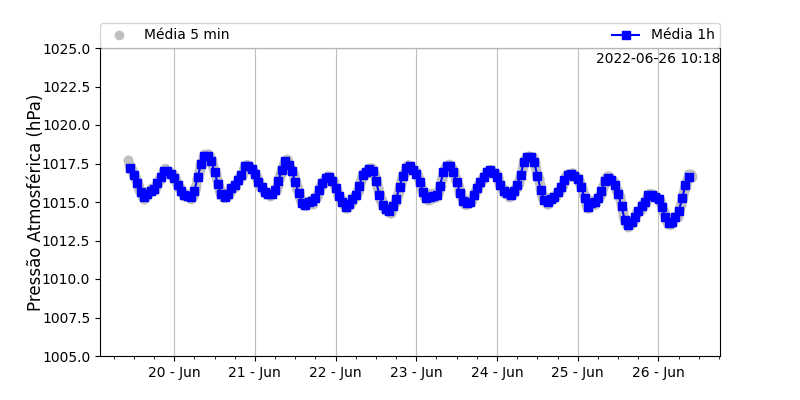 Média 5 min
Média 1h
2022-06-26 10:18
Pressão Atmosférica (hPa)
1025.0
1022.5
1020.0
1017.5
1015.0
1012.5
1010.0
1007.5
1005.0
20 - Jun
21 - Jun
22 - Jun
23 - Jun
24 - Jun
25 - Jun
26 - Jun